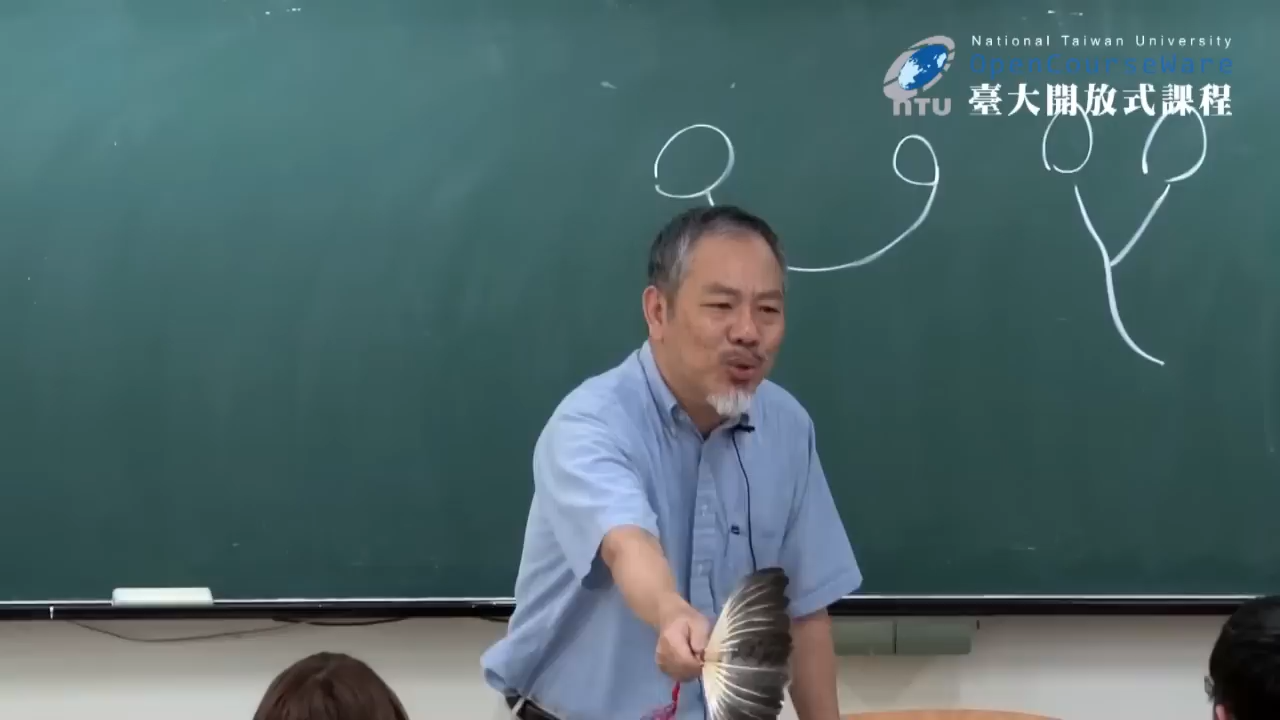 National Taiwan University
OpenCourseWare
NTU
臺大開放式課程